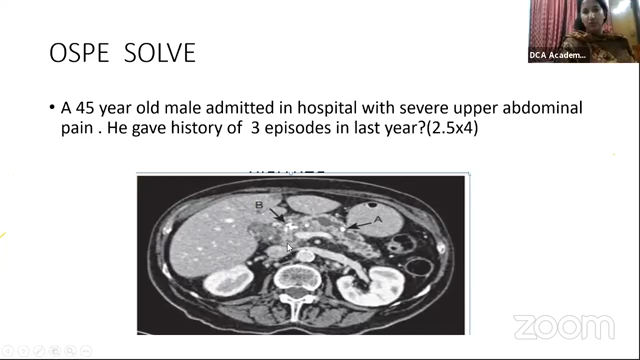 DCA Academ...
OSPE SOLVE
• A 45 year old male admitted in hospital with severe upper abdominal
pain . He gave history of 3 episodes in last year?(2.5x4)
B
A
zoom